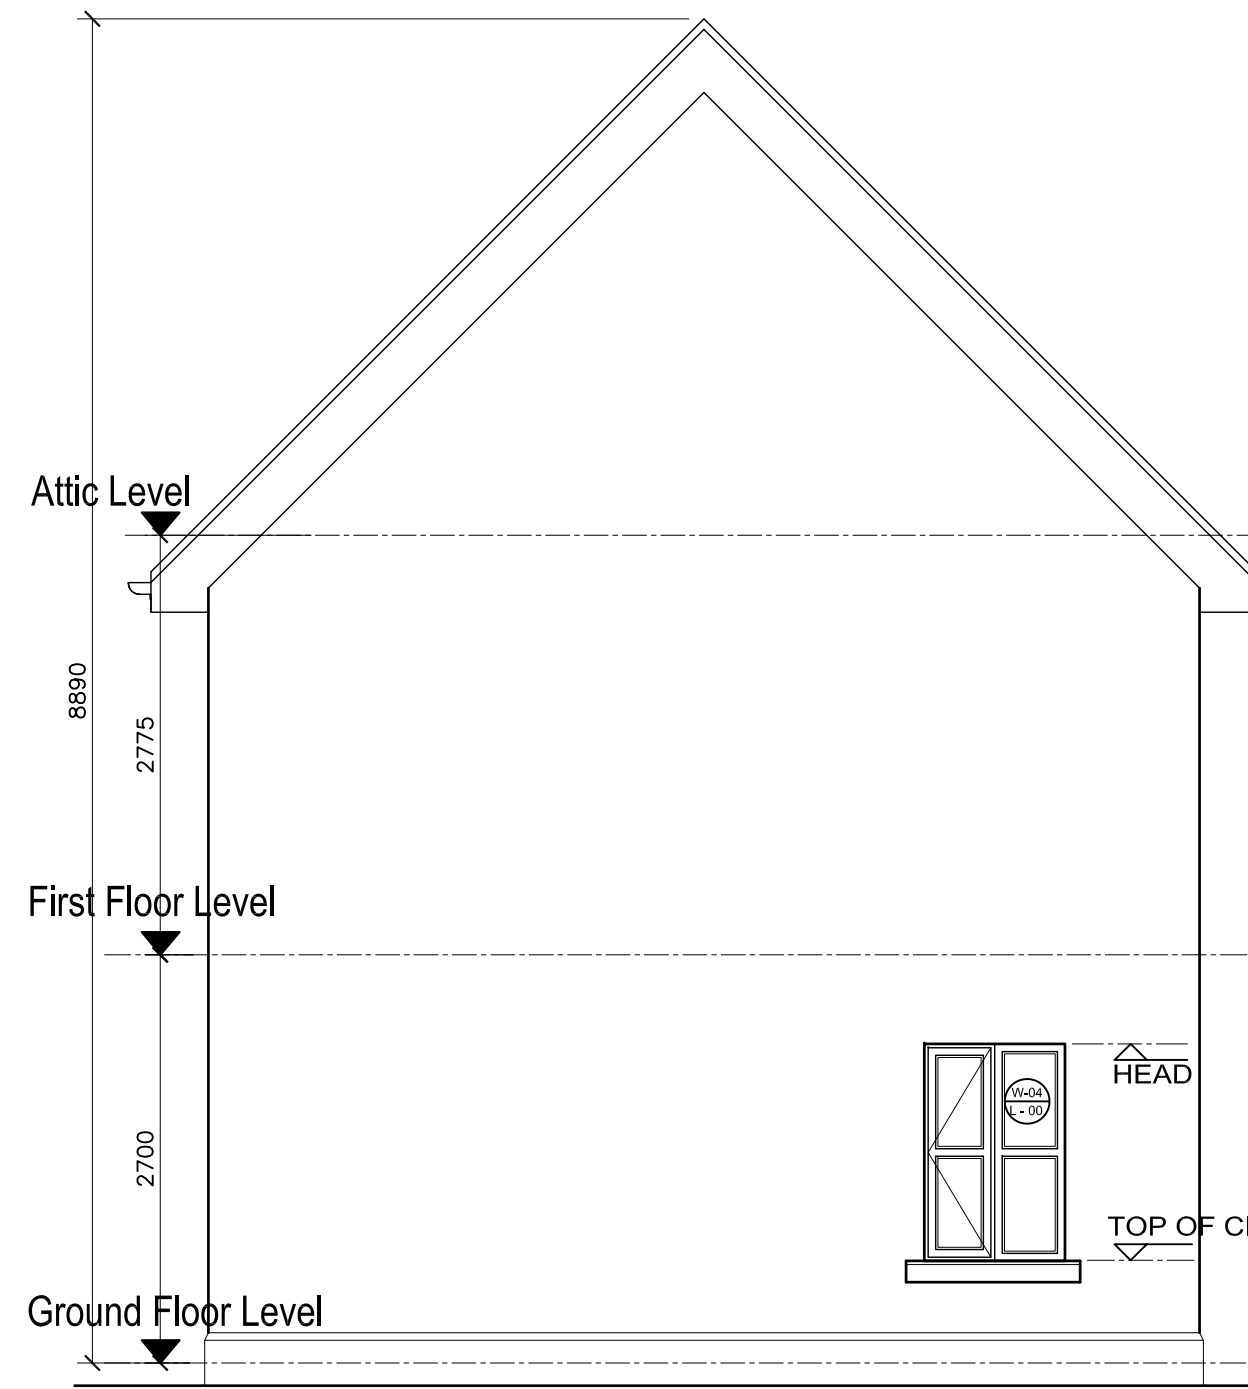 Attic Level
8890
2775
First Floor Level
W-04
L - 00
HEAD
2700
TOP OF
Ground Floor Level